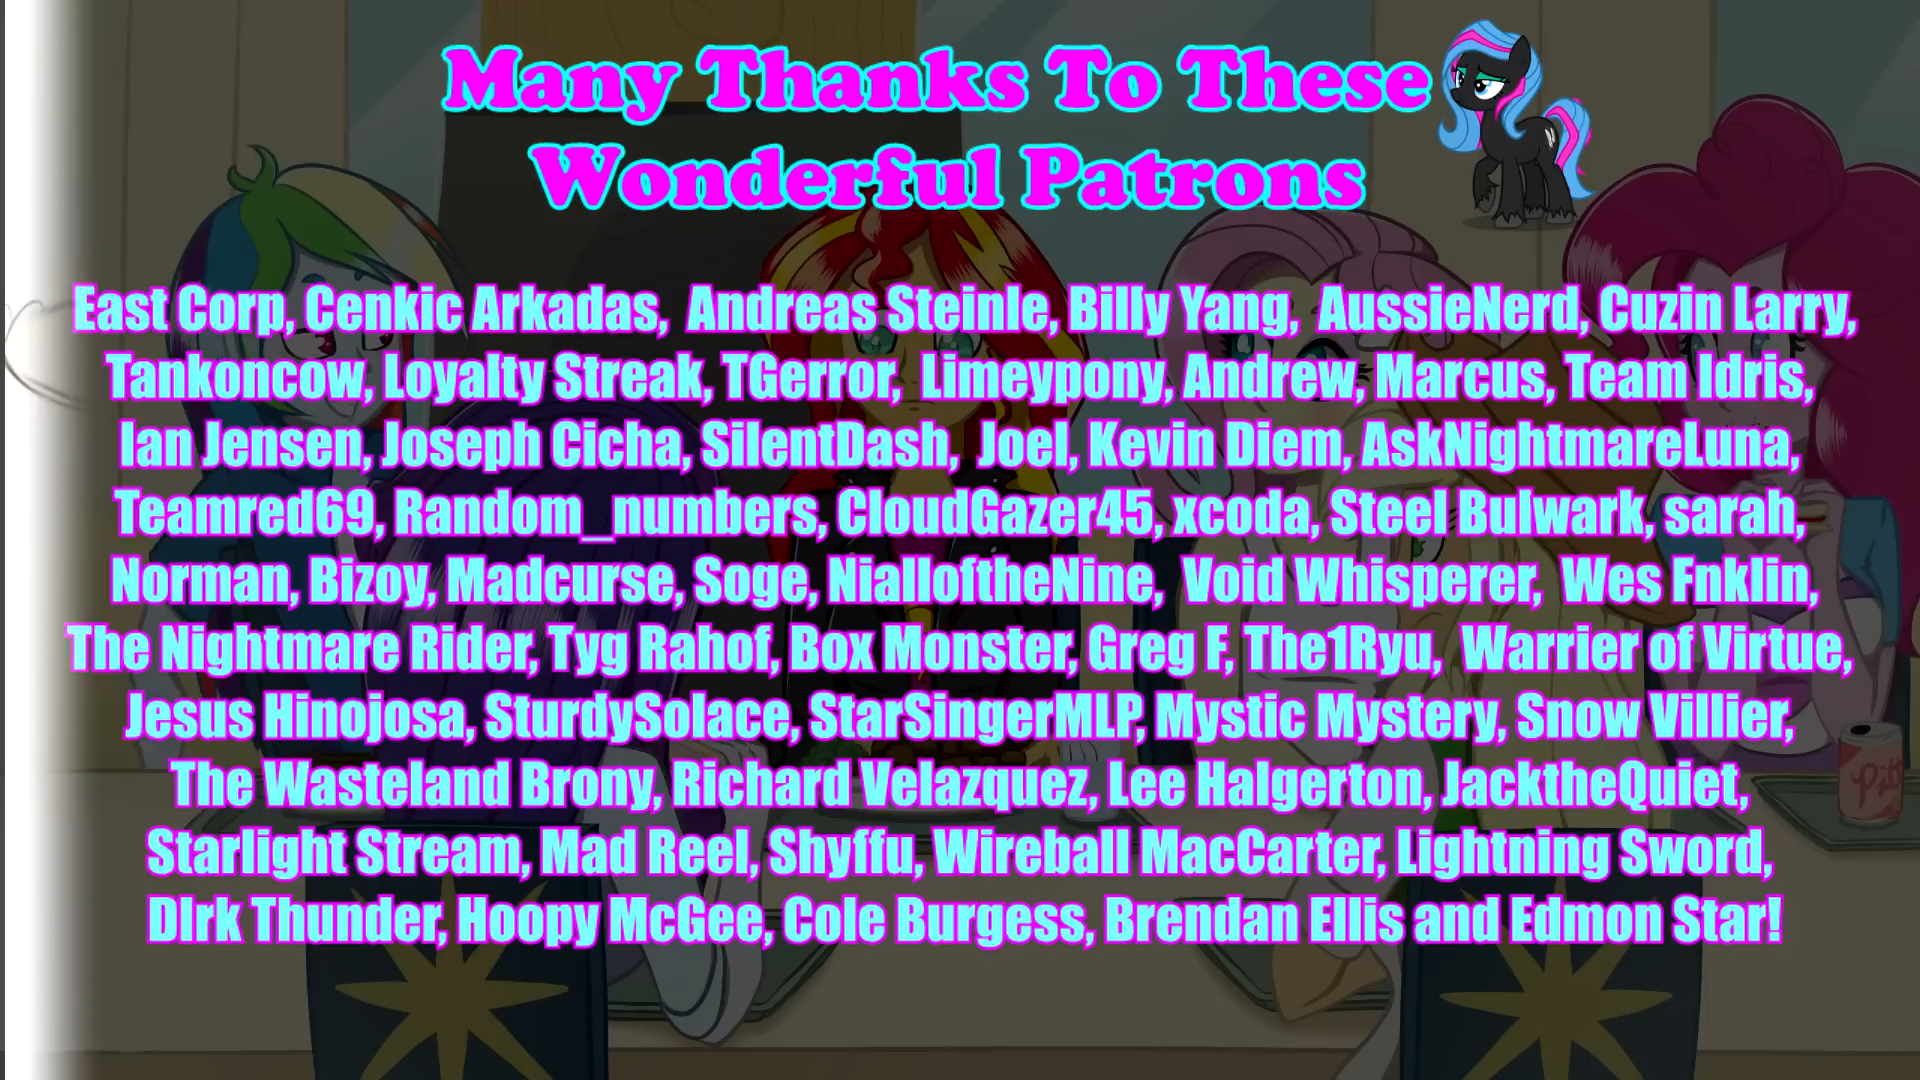 Many Thanks To These
Wonderful Patrons
East Corp, Cenkic Arkadas, Andreas Steinle, Billy Yang, AussieNerd, Cuzin Larry,
Tankoncow, Loyalty Streak, TGerror, Limeypony, Andrew, Marcus, Team Idris,
Ian Jensen, Joseph Cicha, SilentDash, Joel, Kevin Diem, AskNightmareLuna,
Teamred69, Random_numbers, CloudGazer45, xcoda, Steel Bulwark, sarah,
Norman, Bizoy, Madcurse, Soge, NialloftheNine, Void Whisperer, Wes Fnklin,
The Nightmare Rider, Tyg Rahof, Box Monster, Greg F, The1Ryu, Warrier of Virtue,
Jesus Hinojosa, SturdySolace, StarSingerMLP, Mystic Mystery, Snow Villier,
The Wasteland Brony, Richard Velazquez, Lee Halgerton, JacktheQuiet,
Starlight Stream, Mad Reel, Shyffu, Wireball MacCarter, Lightning Sword,
DIrk Thunder, Hoopy McGee, Cole Burgess, Brendan Ellis and Edmon Star!